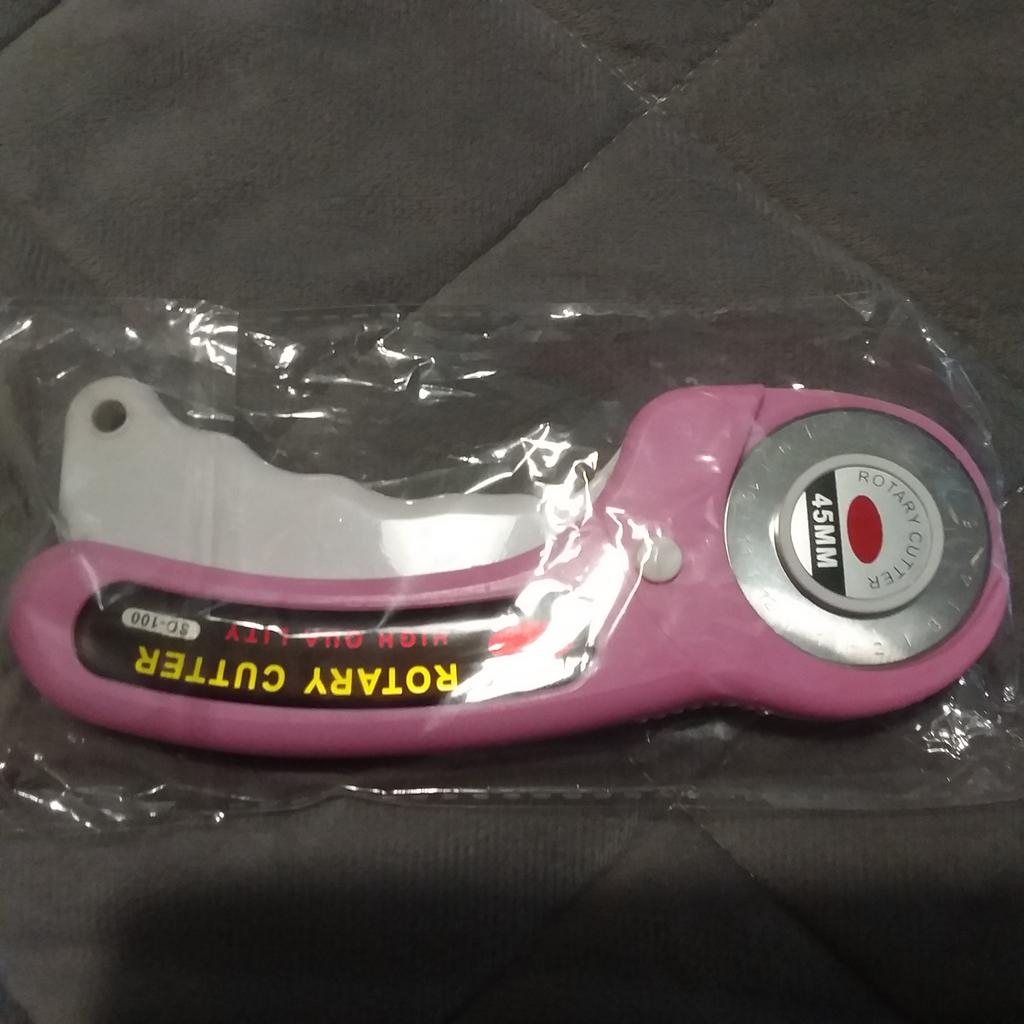 ROTARY CUTTER
HIGH QUALITY
SD-100
ROTARY CUTTER
45MM